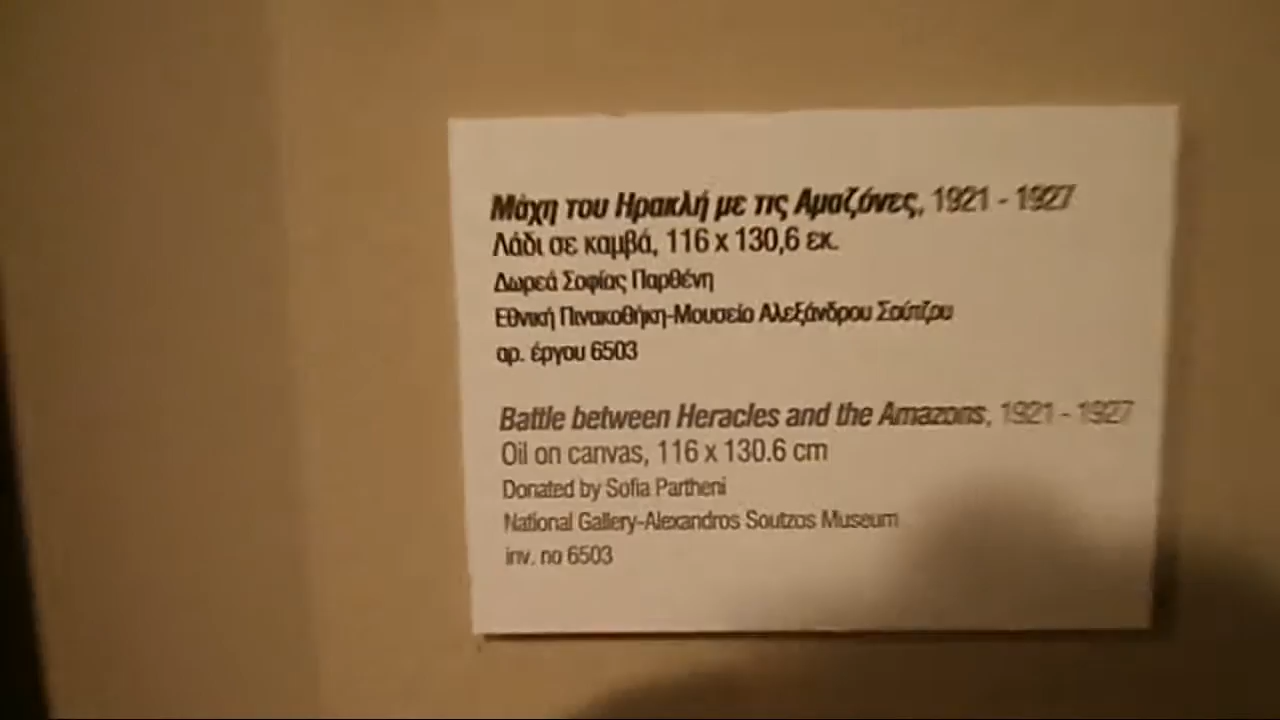 Μάχη του Ηρακλή με τις Αμαζόνες, 1921 - 1927
Λάδι σε καμβά, 116 x 130,6 εκ.
Δωρεά Σοφίας Παρθένη
Εθνική Πινακοθήκη-Μουσείο Αλεξάνδρου Σούτζου
αρ. έργου 6503
Battle between Heracles and the Amazons, 1921 - 1927
Oil on canvas, 116 x 130.6 cm
Donated by Sofia Partheni
National Gallery-Alexandros Soutzos Museum
inv. no 6503